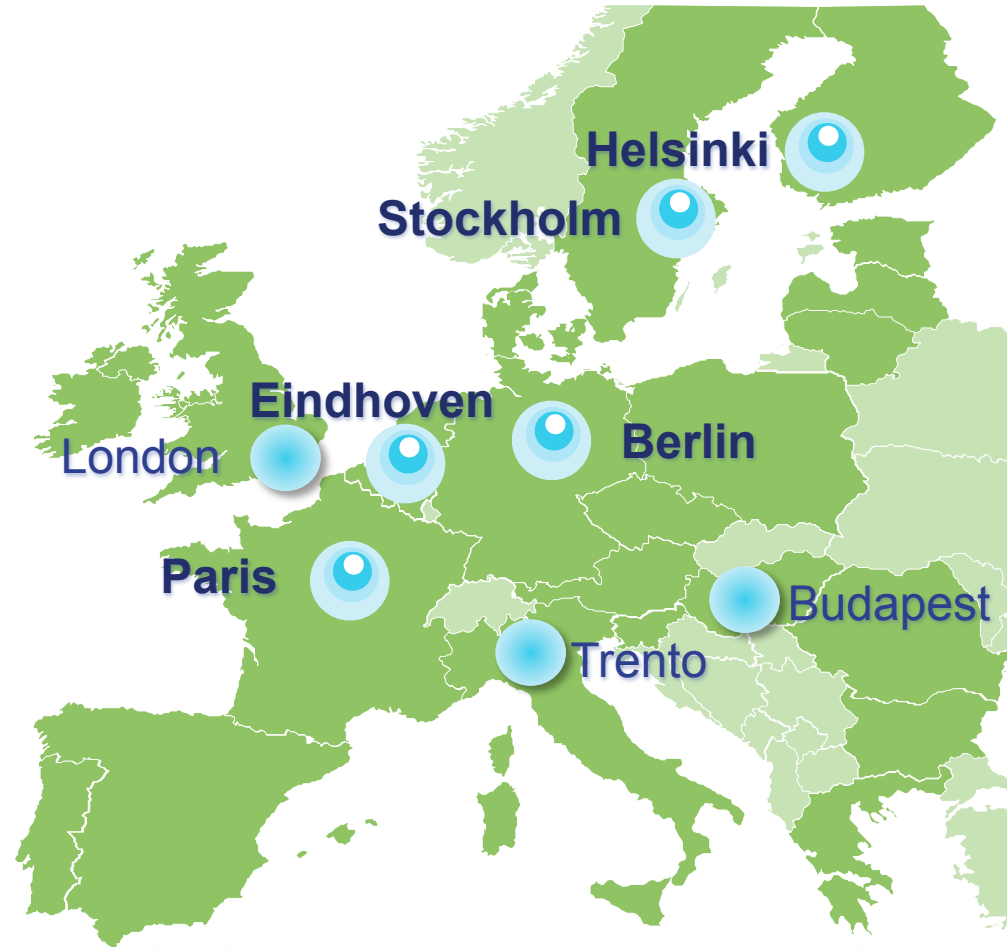 Helsinki
Stockholm
Eindhoven
Berlin
London
Paris
Budapest
Trento